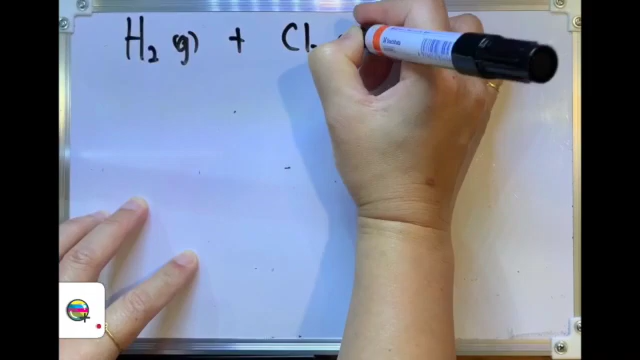 H₂ (g) + Cl₂